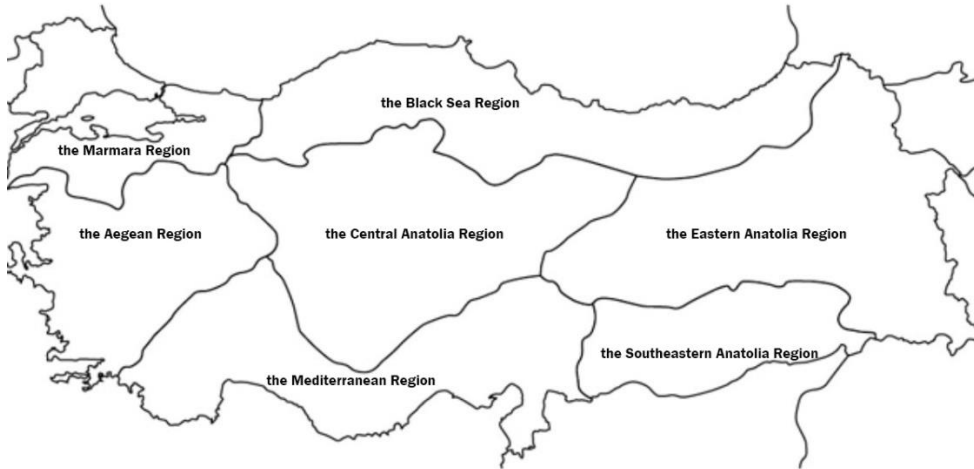 the Black Sea Region
the Marmara Region
the Aegean Region
the Central Anatolia Region
the Eastern Anatolia Region
the Southeastern Anatolia Region
the Mediterranean Region